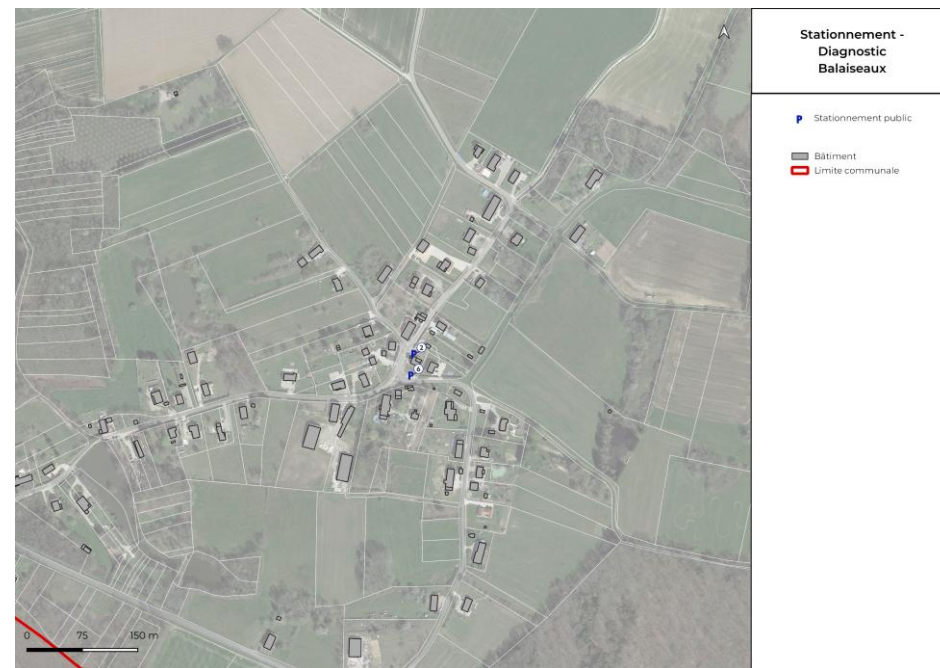 Stationnement -
Diagnostic
Balaiseaux
P Stationnement public
Bâtiment
Limite communale
P 2
P 6
0 75 150 m